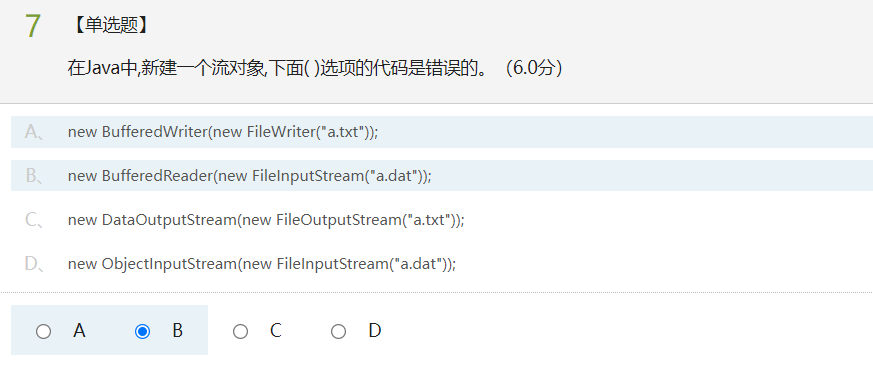 7 【单选题】
在Java中,新建一个流对象,下面( )选项的代码是错误的。（6.0分）
A、 new BufferedWriter(new FileWriter("a.txt"));
B、 new BufferedReader(new FileInputStream("a.dat"));
C、 new DataOutputStream(new FileOutputStream("a.txt"));
D、 new ObjectInputStream(new FileInputStream("a.dat"));
A B C D